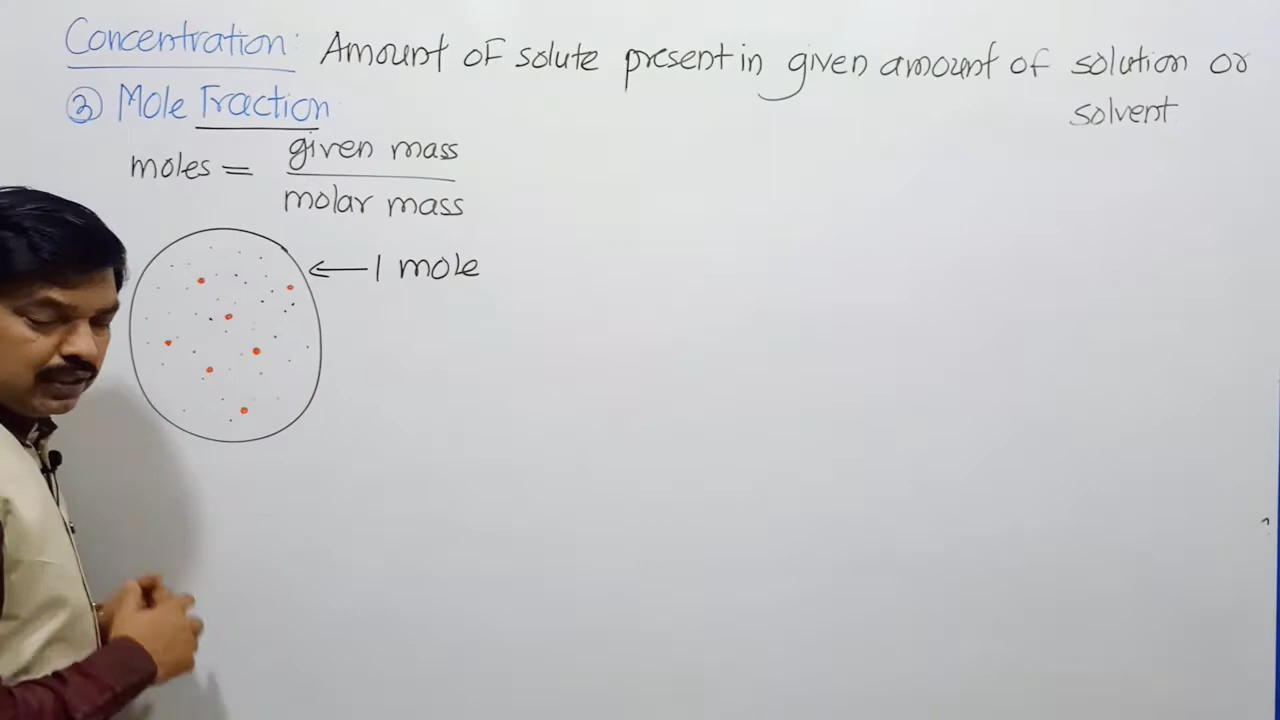 Concentration: Amount of solute present in given amount of solution or
solvent
③ Mole Fraction
moles = given mass
molar mass
← 1 mole